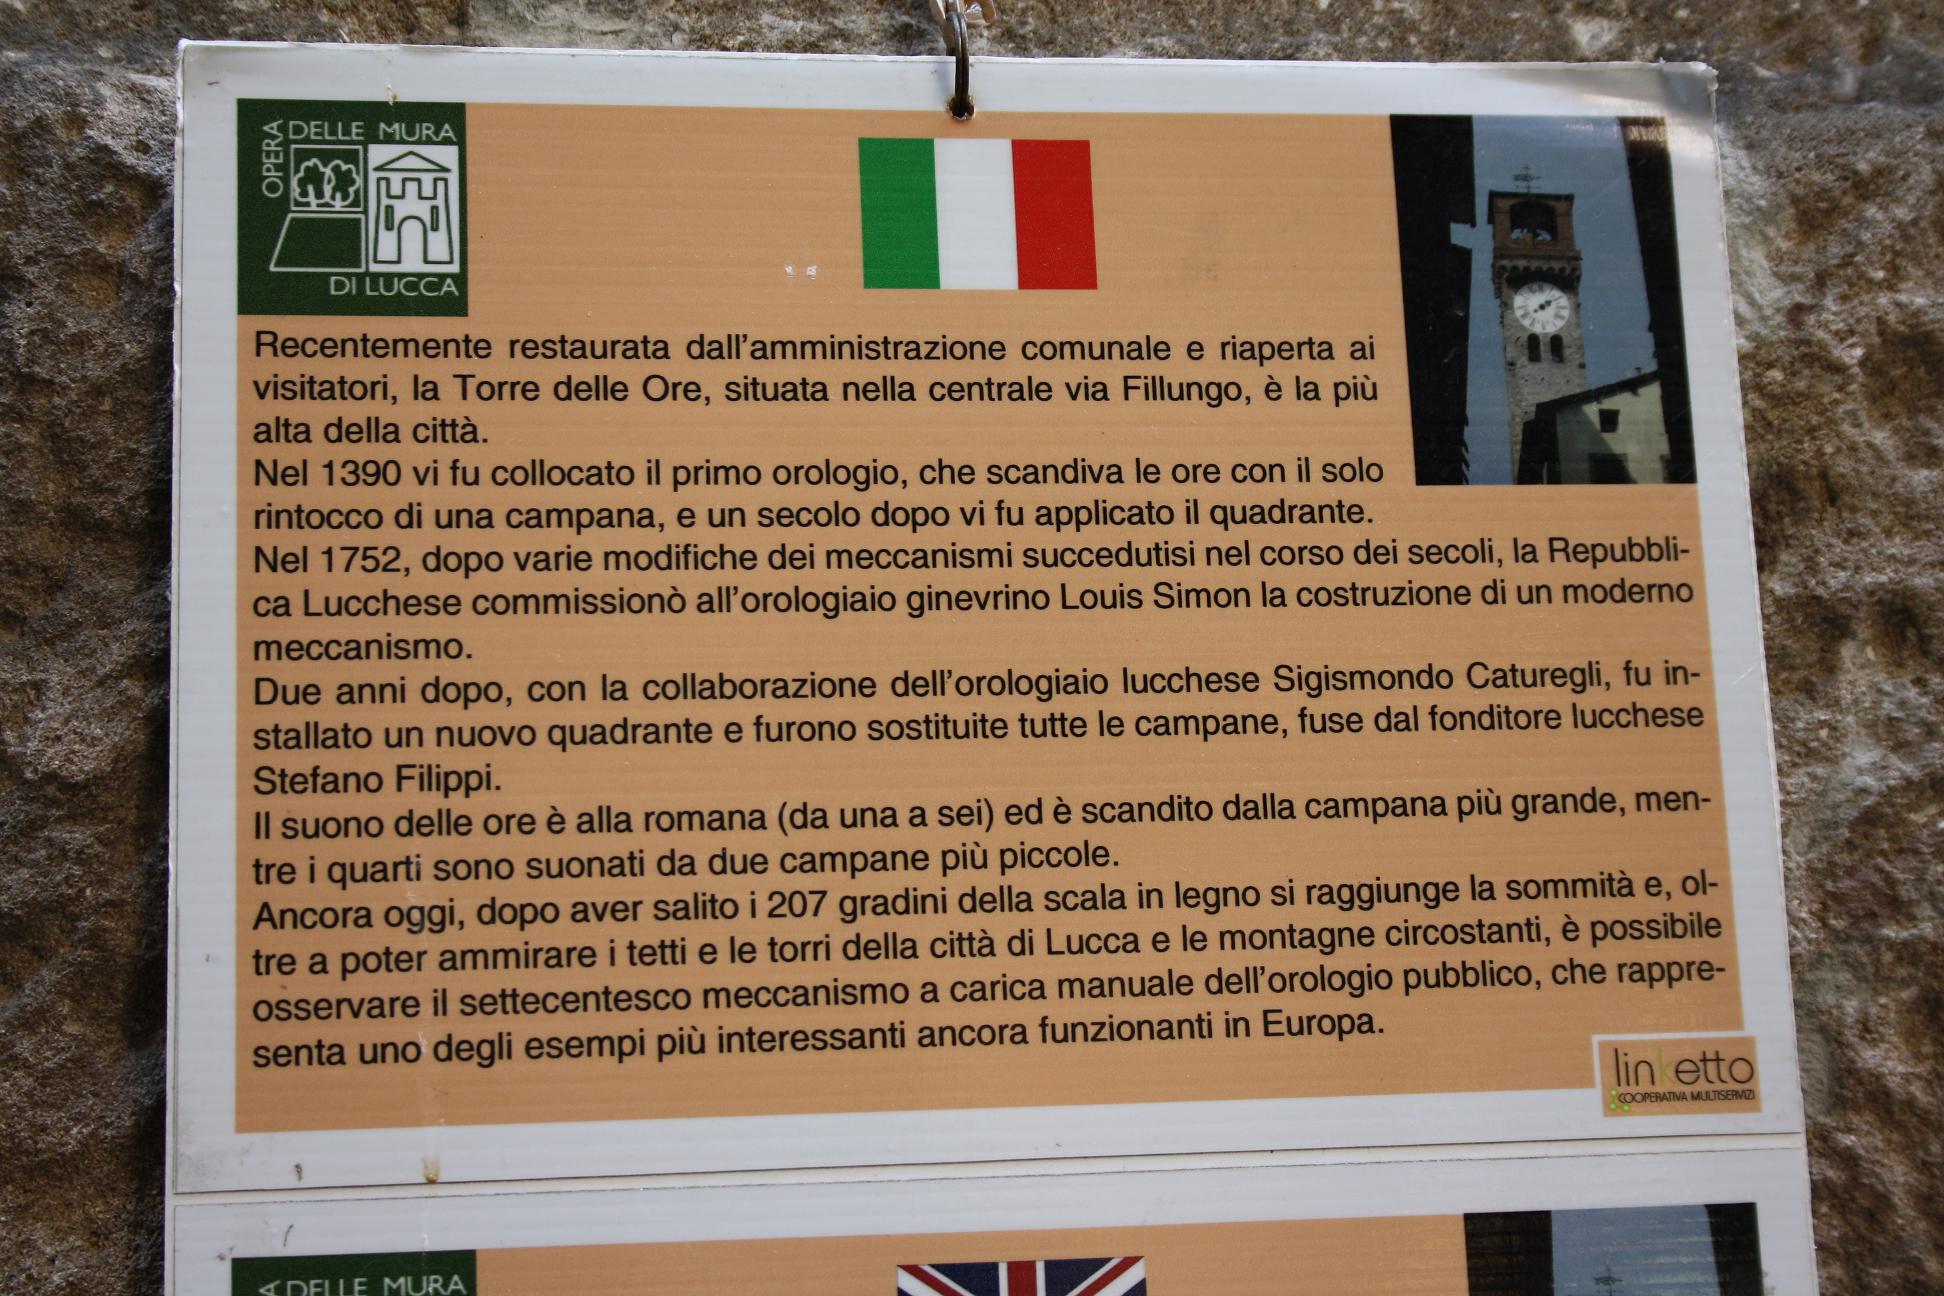 OPERA DELLE MURA
DI LUCCA
Recentemente restaurata dall'amministrazione comunale e riaperta ai
visitatori, la Torre delle Ore, situata nella centrale via Fillungo, è la più
alta della città.
Nel 1390 vi fu collocato il primo orologio, che scandiva le ore con il solo
rintocco di una campana, e un secolo dopo vi fu applicato il quadrante.
Nel 1752, dopo varie modifiche dei meccanismi succedutisi nel corso dei secoli, la Repubbli-
ca Lucchese commissionò all'orologiaio ginevrino Louis Simon la costruzione di un moderno
meccanismo.
Due anni dopo, con la collaborazione dell'orologiaio lucchese Sigismondo Caturegli, fu in-
stallato un nuovo quadrante e furono sostituite tutte le campane, fuse dal fonditore lucchese
Stefano Filippi.
Il suono delle ore è alla romana (da una a sei) ed è scandito dalla campana più grande, men-
tre i quarti sono suonati da due campane più piccole.
Ancora oggi, dopo aver salito i 207 gradini della scala in legno si raggiunge la sommità e, ol-
tre a poter ammirare i tetti e le torri della città di Lucca e le montagne circostanti, è possibile
osservare il settecentesco meccanismo a carica manuale dell'orologio pubblico, che rappre-
senta uno degli esempi più interessanti ancora funzionanti in Europa.
linketto
COOPERATIVA MULTISERVIZI
A DELLE MURA